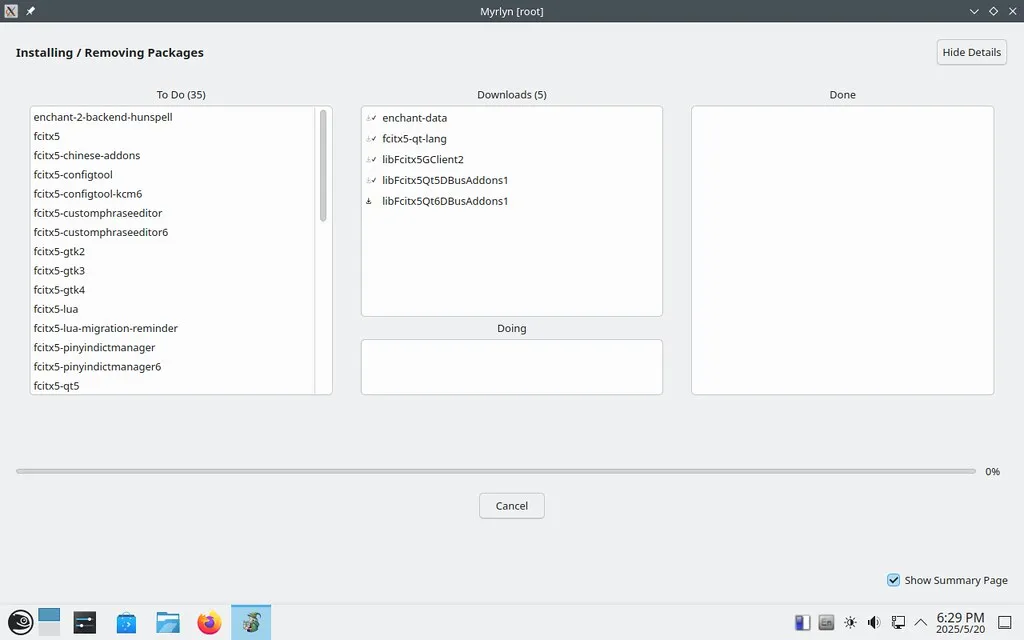 Myrlyn [root]
Installing / Removing Packages
Hide Details
To Do (35)
enchant-2-backend-hunspell
fcitx5
fcitx5-chinese-addons
fcitx5-configtool
fcitx5-configtool-kcm6
fcitx5-customphraseeditor
fcitx5-customphraseeditor6
fcitx5-gtk2
fcitx5-gtk3
fcitx5-gtk4
fcitx5-lua
fcitx5-lua-migration-reminder
fcitx5-pinyindictmanager
fcitx5-pinyindictmanager6
fcitx5-qt5
Downloads (5)
enchant-data
fcitx5-qt-lang
libFcitx5GClient2
libFcitx5Qt5DBusAddons1
libFcitx5Qt6DBusAddons1
Doing
Done
0%
Cancel
Show Summary Page
6:29 PM
2025/5/20